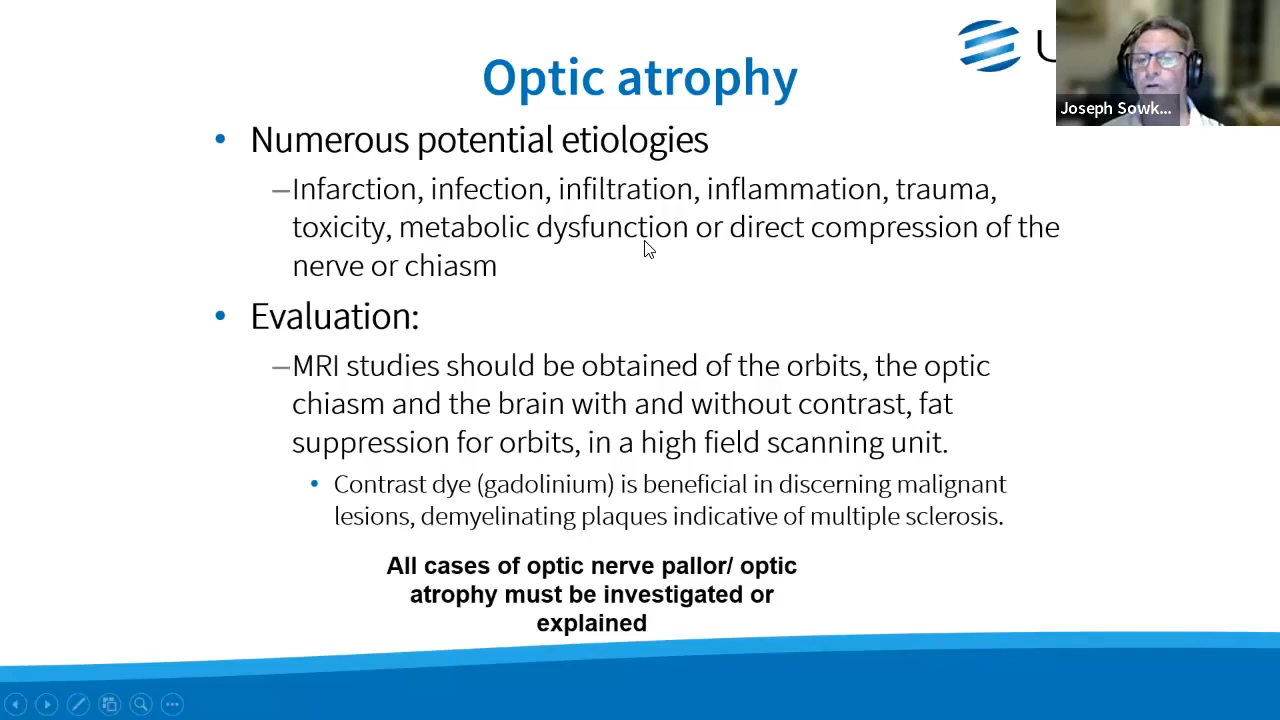 Optic atrophy
U
Joseph Sowk...
• Numerous potential etiologies
–Infarction, infection, infiltration, inflammation, trauma,
toxicity, metabolic dysfunction or direct compression of the
nerve or chiasm
• Evaluation:
–MRI studies should be obtained of the orbits, the optic
chiasm and the brain with and without contrast, fat
suppression for orbits, in a high field scanning unit.
• Contrast dye (gadolinium) is beneficial in discerning malignant
lesions, demyelinating plaques indicative of multiple sclerosis.
All cases of optic nerve pallor/ optic
atrophy must be investigated or
explained